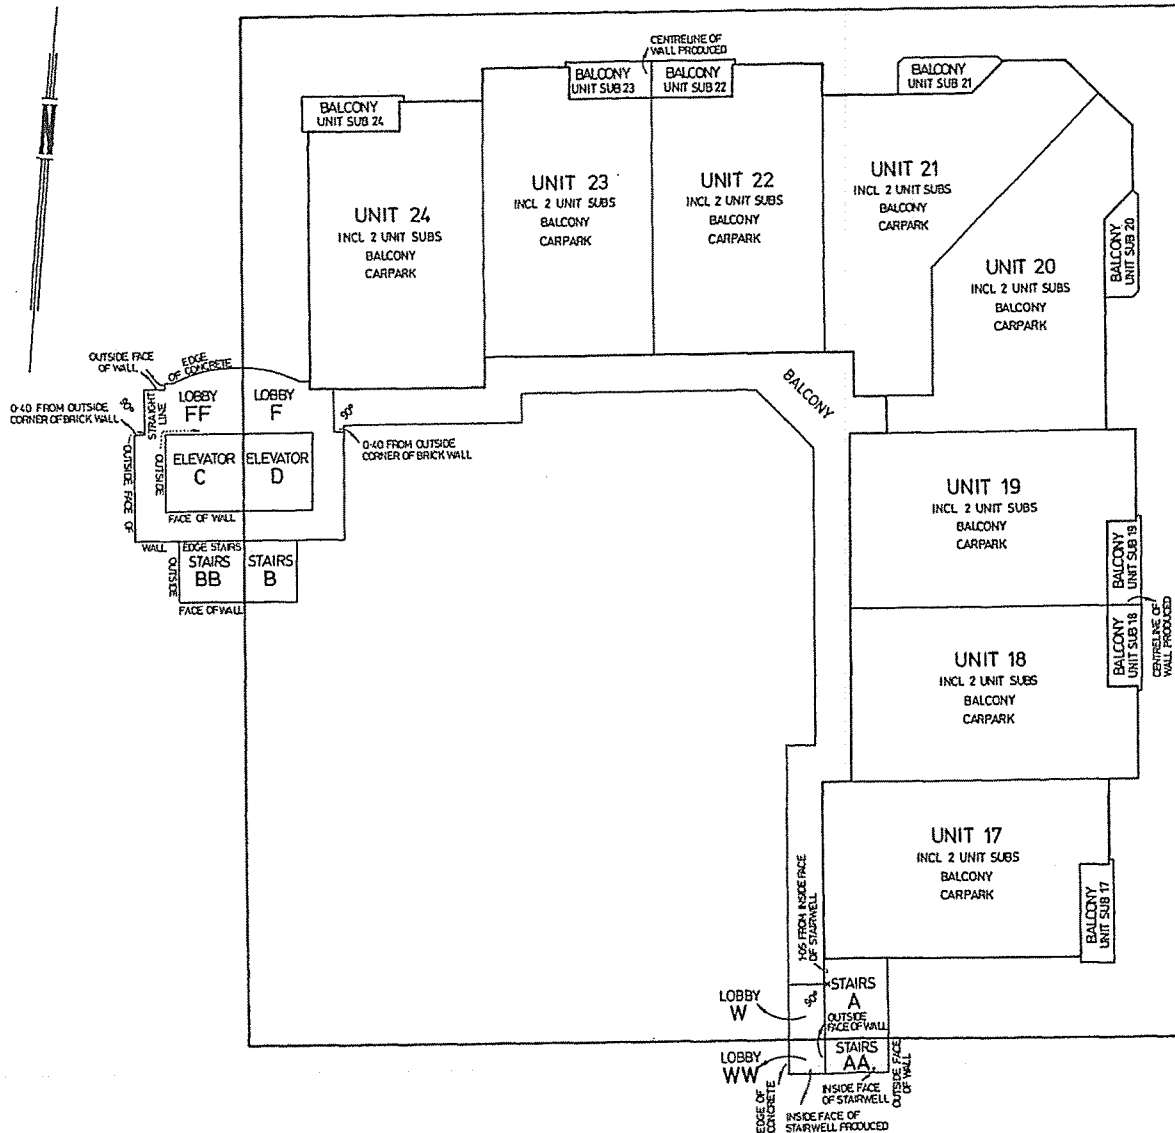 N
CENTRELINE OF
WALL PRODUCED
BALCONY
UNIT SUB 24
BALCONY
UNIT SUB 23
BALCONY
UNIT SUB 22
BALCONY
UNIT SUB 21
UNIT 24
INCL 2 UNIT SUBS
BALCONY
CARPARK
UNIT 23
INCL 2 UNIT SUBS
BALCONY
CARPARK
UNIT 22
INCL 2 UNIT SUBS
BALCONY
CARPARK
UNIT 21
INCL 2 UNIT SUBS
BALCONY
CARPARK
UNIT 20
INCL 2 UNIT SUBS
BALCONY
CARPARK
BALCONY
UNIT SUB 20
OUTSIDE FACE
OF WALL
EDGE
OF CONCRETE
0·40 FROM OUTSIDE
CORNER OF BRICK WALL
90°
STRAIGHT
LINE
LOBBY
FF
LOBBY
F
90°
0·40 FROM OUTSIDE
CORNER OF BRICK WALL
BALCONY
OUTSIDE FACE OF
WALL
OUTSIDE
ELEVATOR
C
ELEVATOR
D
FACE OF WALL
EDGE STAIRS
STAIRS
BB
STAIRS
B
OUTSIDE
FACE OF WALL
UNIT 19
INCL 2 UNIT SUBS
BALCONY
CARPARK
BALCONY
UNIT SUB 19
UNIT 18
INCL 2 UNIT SUBS
BALCONY
CARPARK
BALCONY
UNIT SUB 18
CENTRELINE OF
WALL PRODUCED
UNIT 17
INCL 2 UNIT SUBS
BALCONY
CARPARK
BALCONY
UNIT SUB 17
1·05 FROM INSIDE FACE
OF STAIRWELL
90°
STAIRS
A
LOBBY
W
OUTSIDE
FACE OF WALL
LOBBY
WW
STAIRS
AA
EDGE OF
CONCRETE
INSIDE FACE
OF STAIRWELL
OUTSIDE FACE
OF WALL
INSIDE FACE OF
STAIRWELL PRODUCED